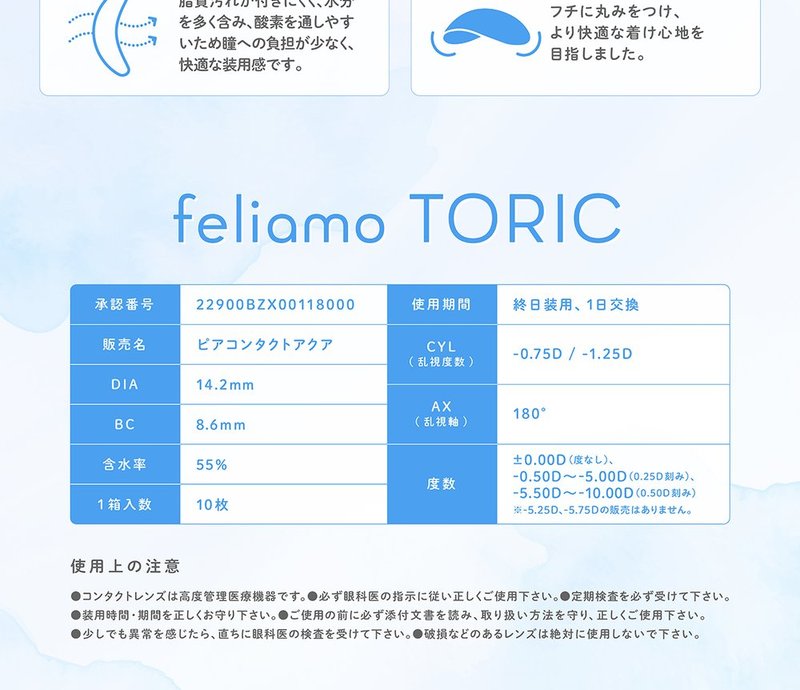 脂質汚れが付きにくく、水分
を多く含み、酸素を通しやす
いため瞳への負担が少なく、
快適な装用感です。
フチに丸みをつけ、
より快適な着け心地を
目指しました。
feliamo TORIC
承認番号 22900BZX00118000
販売名 ピアコンタクトアクア
DIA 14.2mm
BC 8.6mm
含水率 55%
1箱入数 10枚
使用期間 終日装用、1日交換
CYL
(乱視度数)
-0.75D / -1.25D
AX
(乱視軸)
180°
度数
±0.00D(度なし)、
-0.50D〜-5.00D(0.25D刻み)、
-5.50D〜-10.00D(0.50D刻み)
※-5.25D、-5.75Dの販売はありません。
使用上の注意
●コンタクトレンズは高度管理医療機器です。●必ず眼科医の指示に従い正しくご使用下さい。●定期検査を必ず受けて下さい。
●装用時間・期間を正しくお守り下さい。●ご使用の前に必ず添付文書を読み、取り扱い方法を守り、正しくご使用下さい。
●少しでも異常を感じたら、直ちに眼科医の検査を受けて下さい。●破損などのあるレンズは絶対に使用しないで下さい。